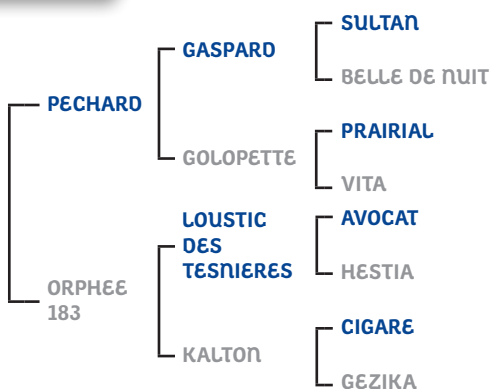 SULTAN
GASPARD
BELLE DE NUIT
PECHARD
PRAIRIAL
GOLOPETTE
VITA
LOUSTIC
DES
TESNIERES
AVOCAT
HESTIA
ORPHEE
183
CIGARE
KALTON
GEZIKA